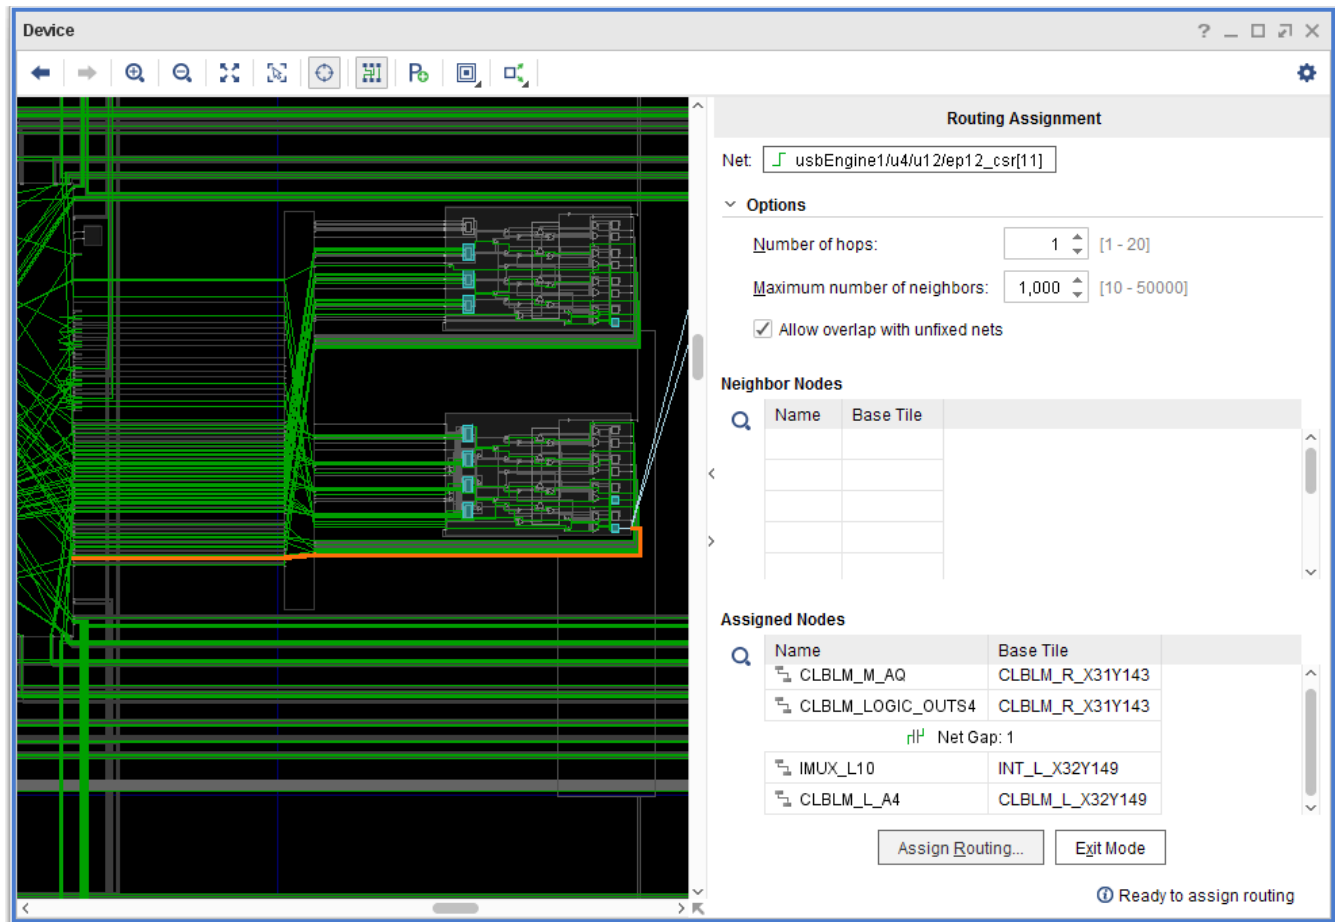 Device
Routing Assignment
Net: usbEngine1/u4/u12/ep12_csr[11]
Options
Number of hops: 1 [1 - 20]
Maximum number of neighbors: 1,000 [10 - 50000]
Allow overlap with unfixed nets
Neighbor Nodes
Name Base Tile
Assigned Nodes
Name Base Tile
CLBLM_M_AQ CLBLM_R_X31Y143
CLBLM_LOGIC_OUTS4 CLBLM_R_X31Y143
Net Gap: 1
IMUX_L10 INT_L_X32Y149
CLBLM_L_A4 CLBLM_L_X32Y149
Assign Routing... Exit Mode
Ready to assign routing